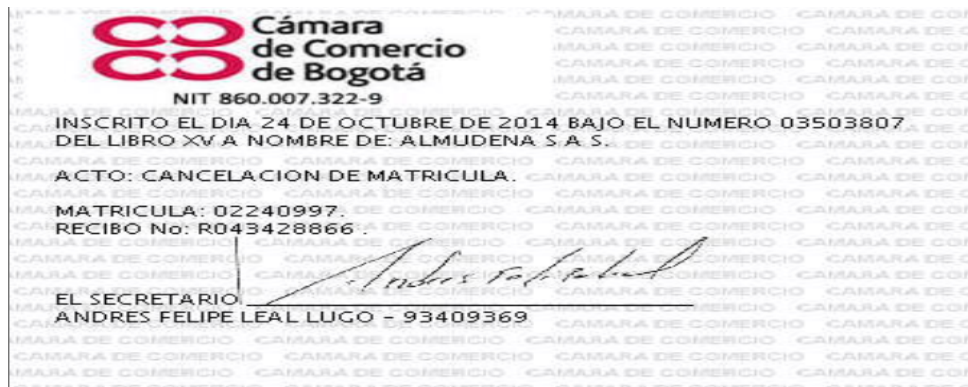 Cámara
de Comercio
de Bogotá
NIT 860.007.322-9
INSCRITO EL DIA 24 DE OCTUBRE DE 2014 BAJO EL NUMERO 03503807
DEL LIBRO XV A NOMBRE DE: ALMUDENA S A S.
ACTO: CANCELACION DE MATRICULA.
MATRICULA: 02240997.
RECIBO No: R043428866 .
EL SECRETARIO
ANDRES FELIPE LEAL LUGO - 93409369